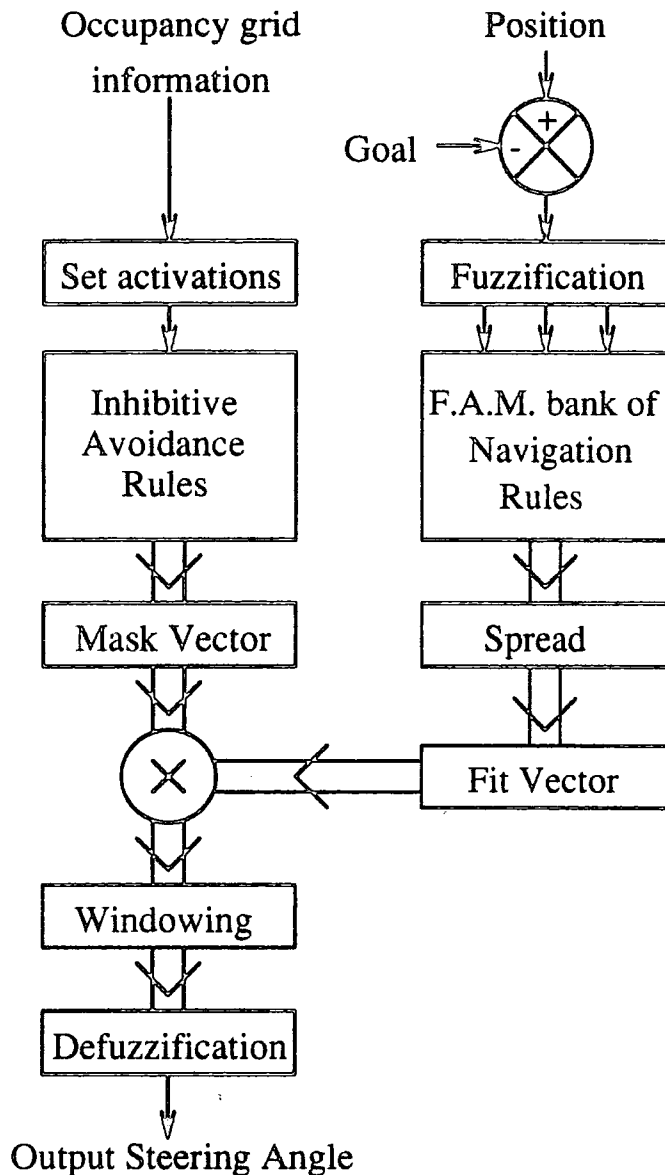 Occupancy grid
information
Position
+
Goal
-
Set activations
Fuzzification
Inhibitive
Avoidance
Rules
F.A.M. bank of
Navigation
Rules
Mask Vector
Spread
Fit Vector
Windowing
Defuzzification
Output Steering Angle